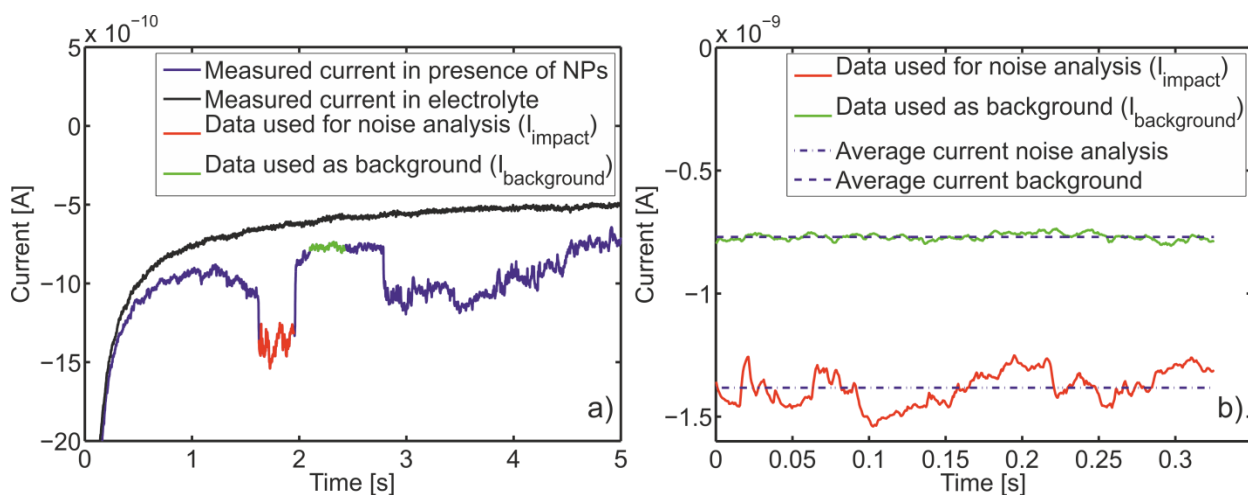 × 10⁻¹⁰
5
0
−5
−10
−15
−20
0
1
2
3
4
5
Current [A]
Time [s]
Measured current in presence of NPs
Measured current in electrolyte
Data used for noise analysis (I_impact)
Data used as background (I_background)
a)
× 10⁻⁹
0
−0.5
−1
−1.5
0
0.05
0.1
0.15
0.2
0.25
0.3
Current [A]
Time [s]
Data used for noise analysis (I_impact)
Data used as background (I_background)
Average current noise analysis
Average current background
b)